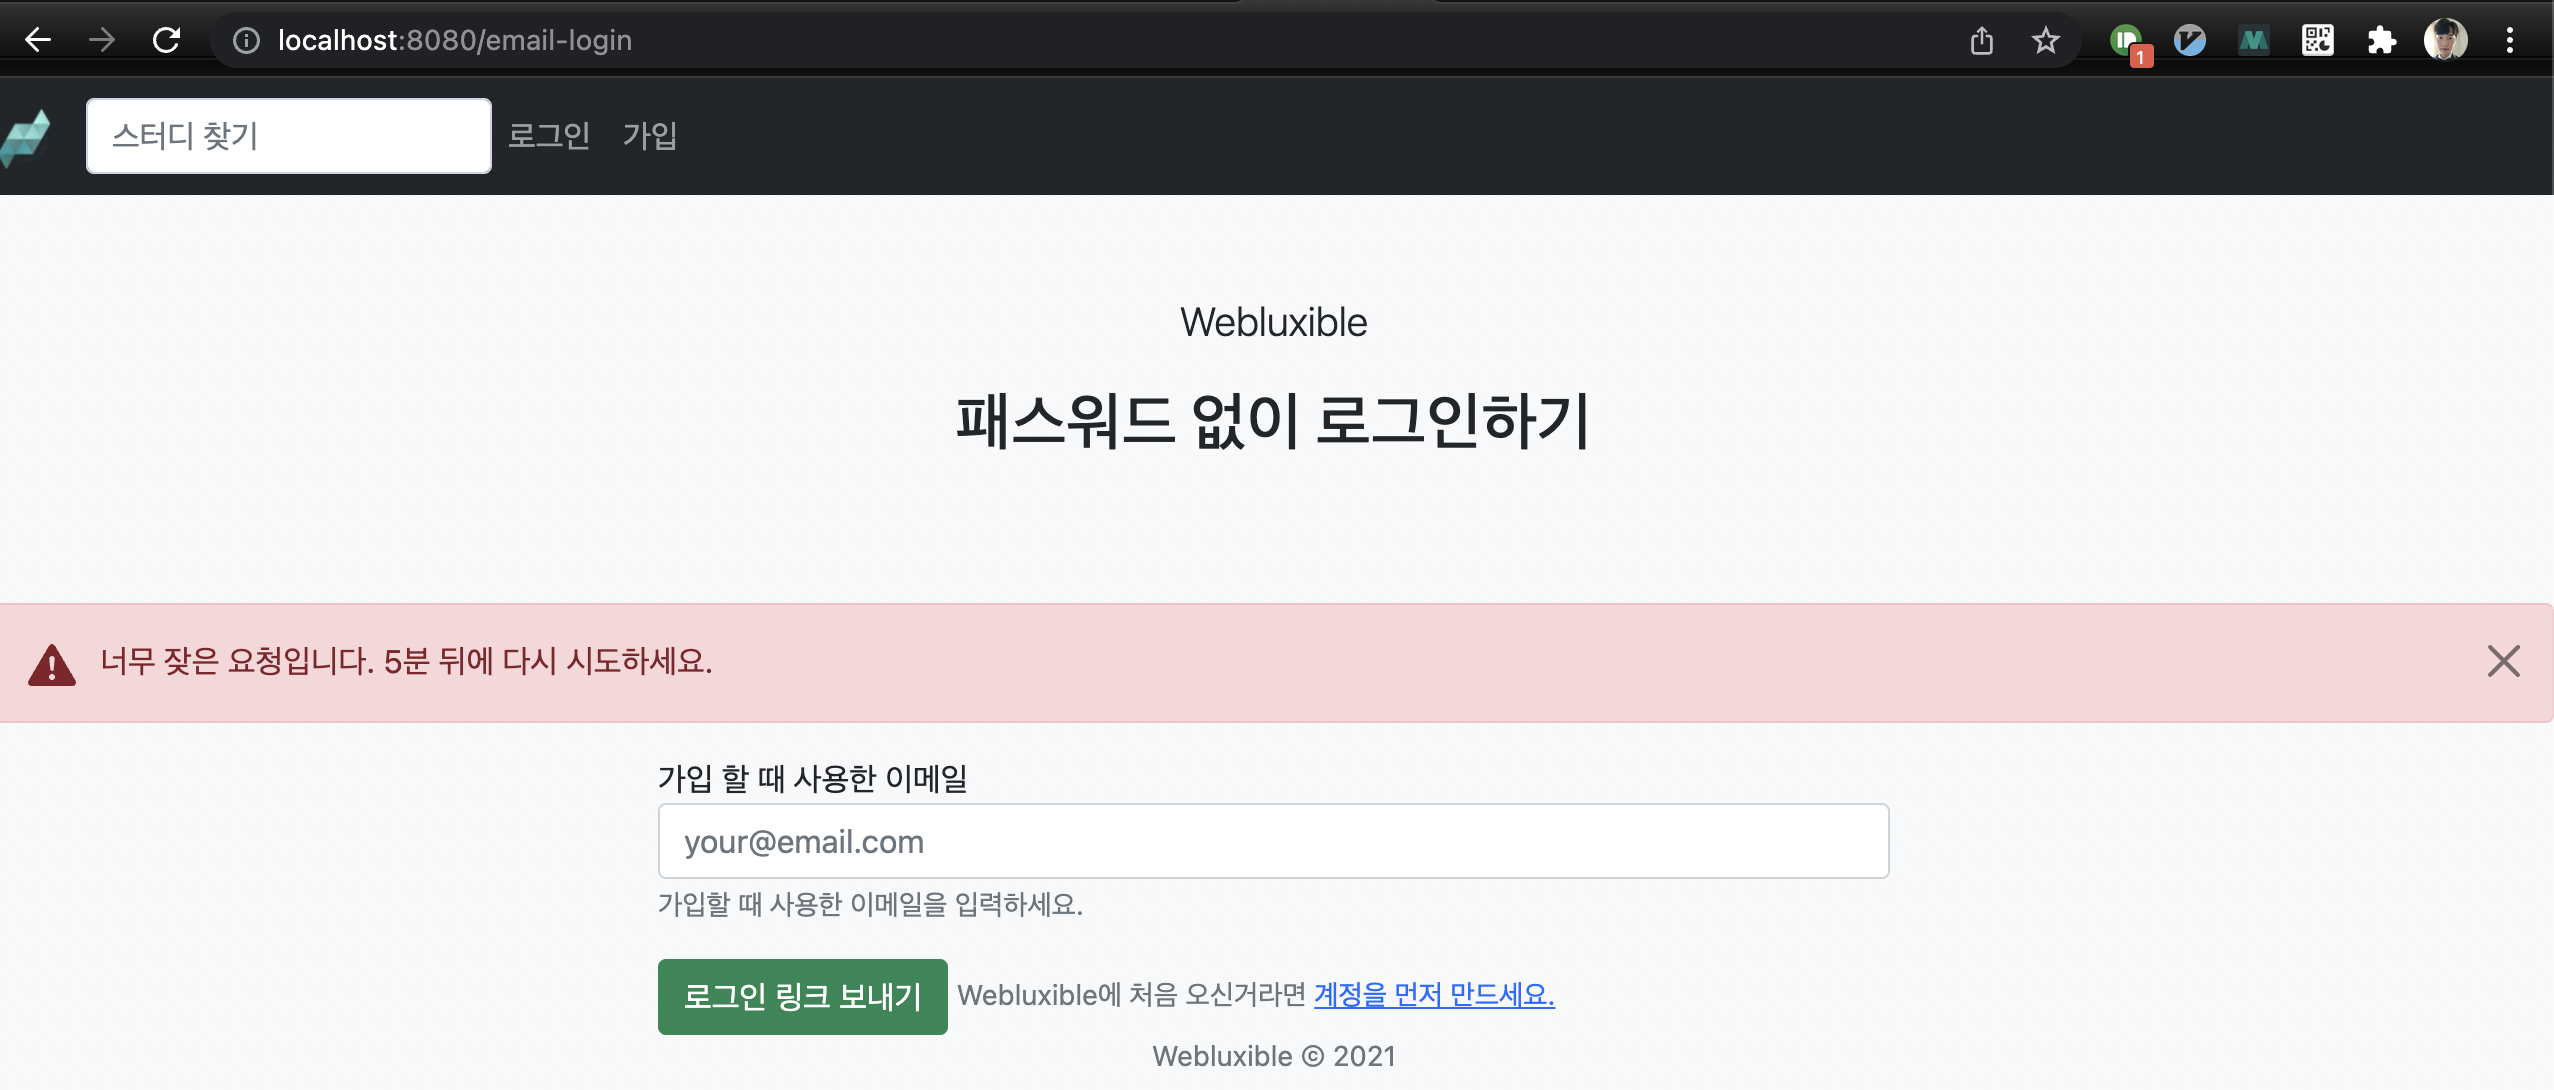 localhost:8080/email-login
1
스터디 찾기 로그인 가입
Webluxible
패스워드 없이 로그인하기
너무 잦은 요청입니다. 5분 뒤에 다시 시도하세요.
가입 할 때 사용한 이메일
your@email.com
가입할 때 사용한 이메일을 입력하세요.
로그인 링크 보내기 Webluxible에 처음 오신거라면 계정을 먼저 만드세요.
Webluxible © 2021